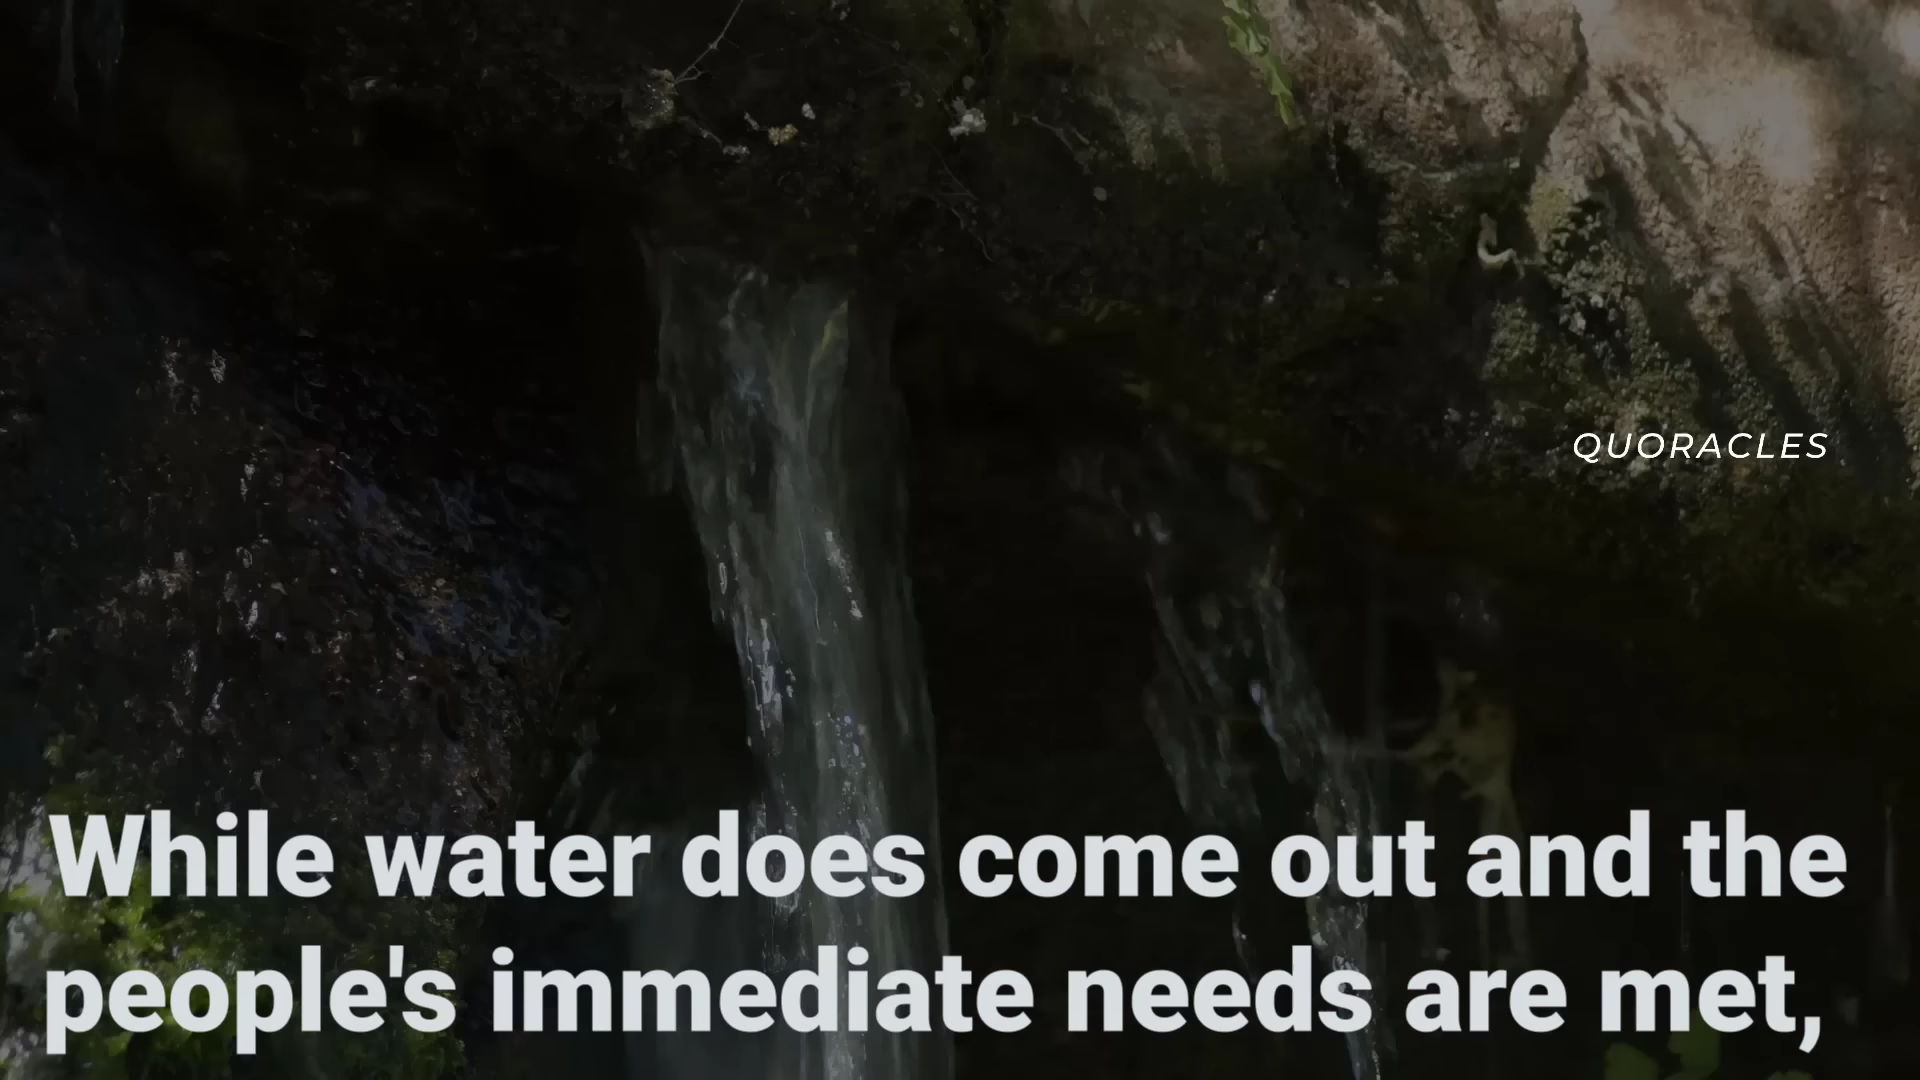 QUORACLES
While water does come out and the
people's immediate needs are met,